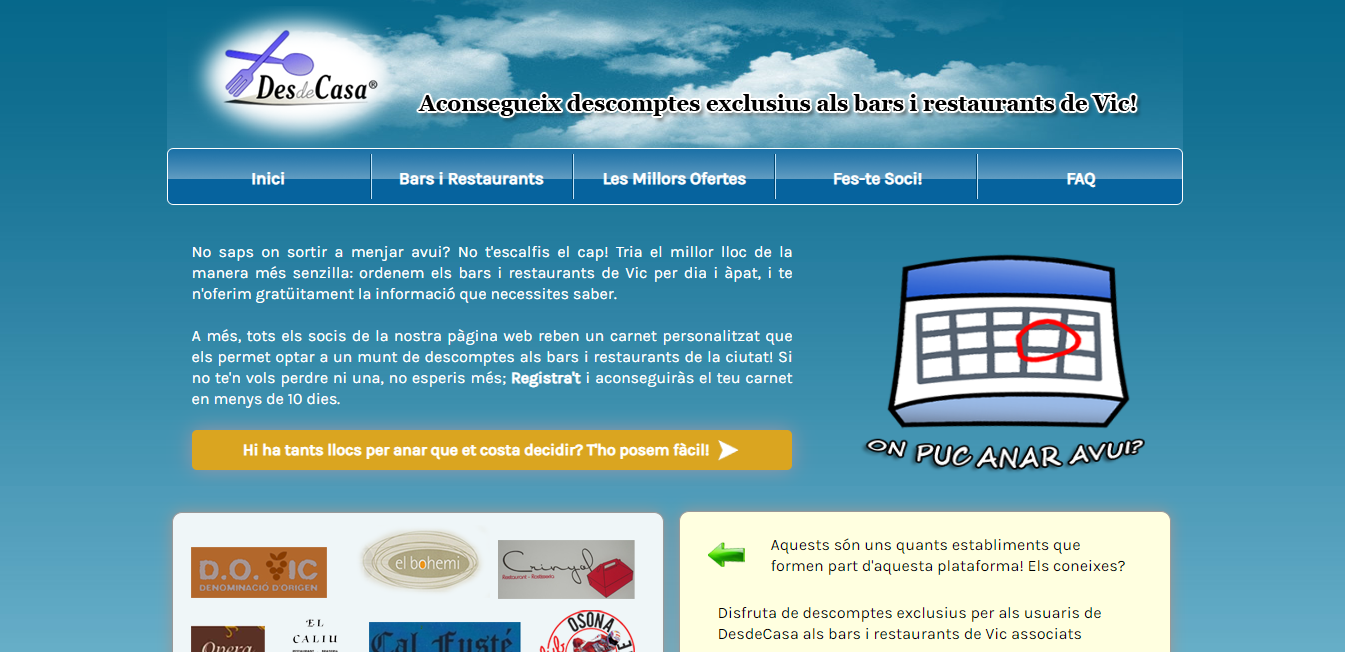 DesdeCasa®
Aconsegueix descomptes exclusius als bars i restaurants de Vic!
Inici
Bars i Restaurants
Les Millors Ofertes
Fes-te Soci!
FAQ
No saps on sortir a menjar avui? No t'escalfis el cap! Tria el millor lloc de la
manera més senzilla: ordenem els bars i restaurants de Vic per dia i àpat, i te
n'oferim gratüitament la informació que necessites saber.
A més, tots els socis de la nostra pàgina web reben un carnet personalitzat que
els permet optar a un munt de descomptes als bars i restaurants de la ciutat! Si
no te'n vols perdre ni una, no esperis més; Registra't i aconseguiràs el teu carnet
en menys de 10 dies.
Hi ha tants llocs per anar que et costa decidir? T'ho posem fàcil!
ON PUC ANAR AVUI?
D.O. VIC
DENOMINACIÓ D'ORIGEN
el bohemi
Crinyol
Restaurant - Rostisseria
Opera
EL
CALIU
Cal Fusté
OSONA
Aquests són uns quants establiments que
formen part d'aquesta plataforma! Els coneixes?
Disfruta de descomptes exclusius per als usuaris de
DesdeCasa als bars i restaurants de Vic associats